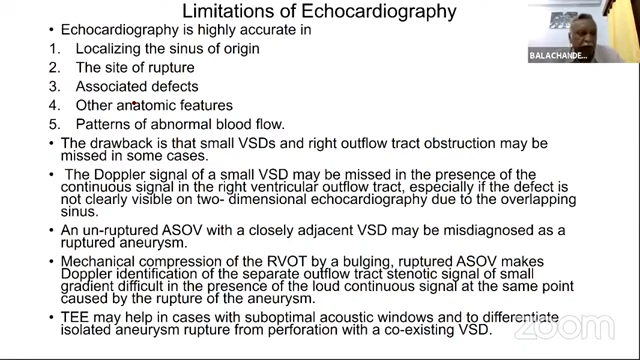 Limitations of Echocardiography
• Echocardiography is highly accurate in
1. Localizing the sinus of origin
2. The site of rupture
3. Associated defects
4. Other anatomic features
5. Patterns of abnormal blood flow.
• The drawback is that small VSDs and right outflow tract obstruction may be
missed in some cases.
• The Doppler signal of a small VSD may be missed in the presence of the
continuous signal in the right ventricular outflow tract, especially if the defect is
not clearly visible on two- dimensional echocardiography due to the overlapping
sinus.
• An un-ruptured ASOV with a closely adjacent VSD may be misdiagnosed as a
ruptured aneurysm.
• Mechanical compression of the RVOT by a bulging, ruptured ASOV makes
Doppler identification of the separate outflow tract stenotic signal of small
gradient difficult in the presence of the loud continuous signal at the same point
caused by the rupture of the aneurysm.
• TEE may help in cases with suboptimal acoustic windows and to differentiate
isolated aneurysm rupture from perforation with a co-existing VSD.
BALACHANDE...
zoom